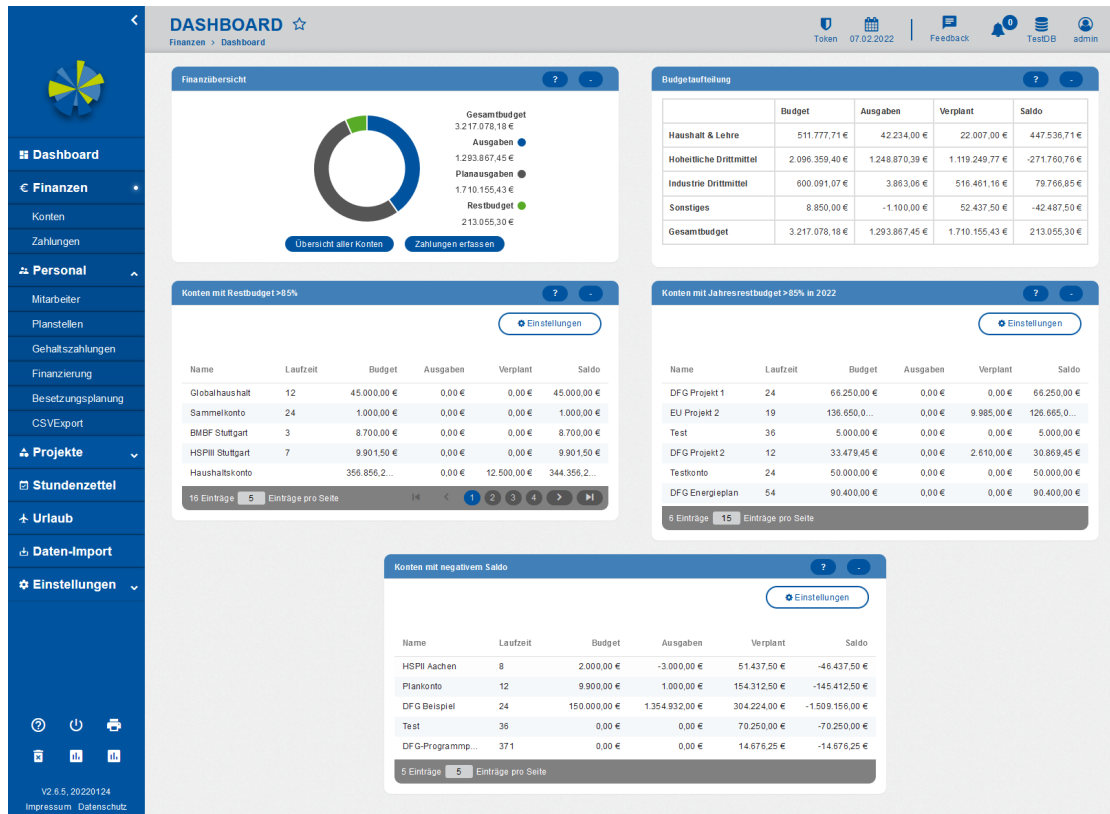 DASHBOARD
Finanzen > Dashboard
Token
07.02.2022
Feedback
0
TestDB
admin
Dashboard
€ Finanzen
Konten
Zahlungen
Personal
Mitarbeiter
Planstellen
Gehaltszahlungen
Finanzierung
Besetzungsplanung
CSVExport
Projekte
Stundenzettel
Urlaub
Daten-Import
Einstellungen
V2.6.5, 20220124
Impressum Datenschutz
Finanzübersicht ? -
Gesamtbudget
3.217.078,18 €
Ausgaben
1.293.867,45 €
Planausgaben
1.710.155,43 €
Restbudget
213.055,30 €
Übersicht aller Konten Zahlungen erfassen
Budgetaufteilung ? -
Budget Ausgaben Verplant Saldo
Haushalt & Lehre 511.777,71 € 42.234,00 € 22.007,00 € 447.536,71 €
Hoheitliche Drittmittel 2.096.359,40 € 1.248.870,39 € 1.119.249,77 € -271.760,76 €
Industrie Drittmittel 600.091,07 € 3.863,06 € 516.461,16 € 79.766,85 €
Sonstiges 8.850,00 € -1.100,00 € 52.437,50 € -42.487,50 €
Gesamtbudget 3.217.078,18 € 1.293.867,45 € 1.710.155,43 € 213.055,30 €
Konten mit Restbudget >85% ? -
Einstellungen
Name Laufzeit Budget Ausgaben Verplant Saldo
Globalhaushalt 12 45.000,00 € 0,00 € 0,00 € 45.000,00 €
Sammelkonto 24 1.000,00 € 0,00 € 0,00 € 1.000,00 €
BMBF Stuttgart 3 8.700,00 € 0,00 € 0,00 € 8.700,00 €
HSPIII Stuttgart 7 9.901,50 € 0,00 € 0,00 € 9.901,50 €
Haushaltskonto 356.856,2... 0,00 € 12.500,00 € 344.356,2...
16 Einträge 5 Einträge pro Seite 1 2 3 4
Konten mit Jahresrestbudget >85% in 2022 ? -
Einstellungen
Name Laufzeit Budget Ausgaben Verplant Saldo
DFG Projekt 1 24 66.250,00 € 0,00 € 0,00 € 66.250,00 €
EU Projekt 2 19 136.650,0... 0,00 € 9.985,00 € 126.665,0...
Test 36 5.000,00 € 0,00 € 0,00 € 5.000,00 €
DFG Projekt 2 12 33.479,45 € 0,00 € 2.610,00 € 30.869,45 €
Testkonto 24 50.000,00 € 0,00 € 0,00 € 50.000,00 €
DFG Energieplan 54 90.400,00 € 0,00 € 0,00 € 90.400,00 €
6 Einträge 15 Einträge pro Seite
Konten mit negativem Saldo ? -
Einstellungen
Name Laufzeit Budget Ausgaben Verplant Saldo
HSPII Aachen 8 2.000,00 € -3.000,00 € 51.437,50 € -46.437,50 €
Plankonto 12 9.900,00 € 1.000,00 € 154.312,50 € -145.412,50 €
DFG Beispiel 24 150.000,00 € 1.354.932,00 € 304.224,00 € -1.509.156,00 €
Test 36 0,00 € 0,00 € 70.250,00 € -70.250,00 €
DFG-Programmp... 371 0,00 € 0,00 € 14.676,25 € -14.676,25 €
5 Einträge 5 Einträge pro Seite